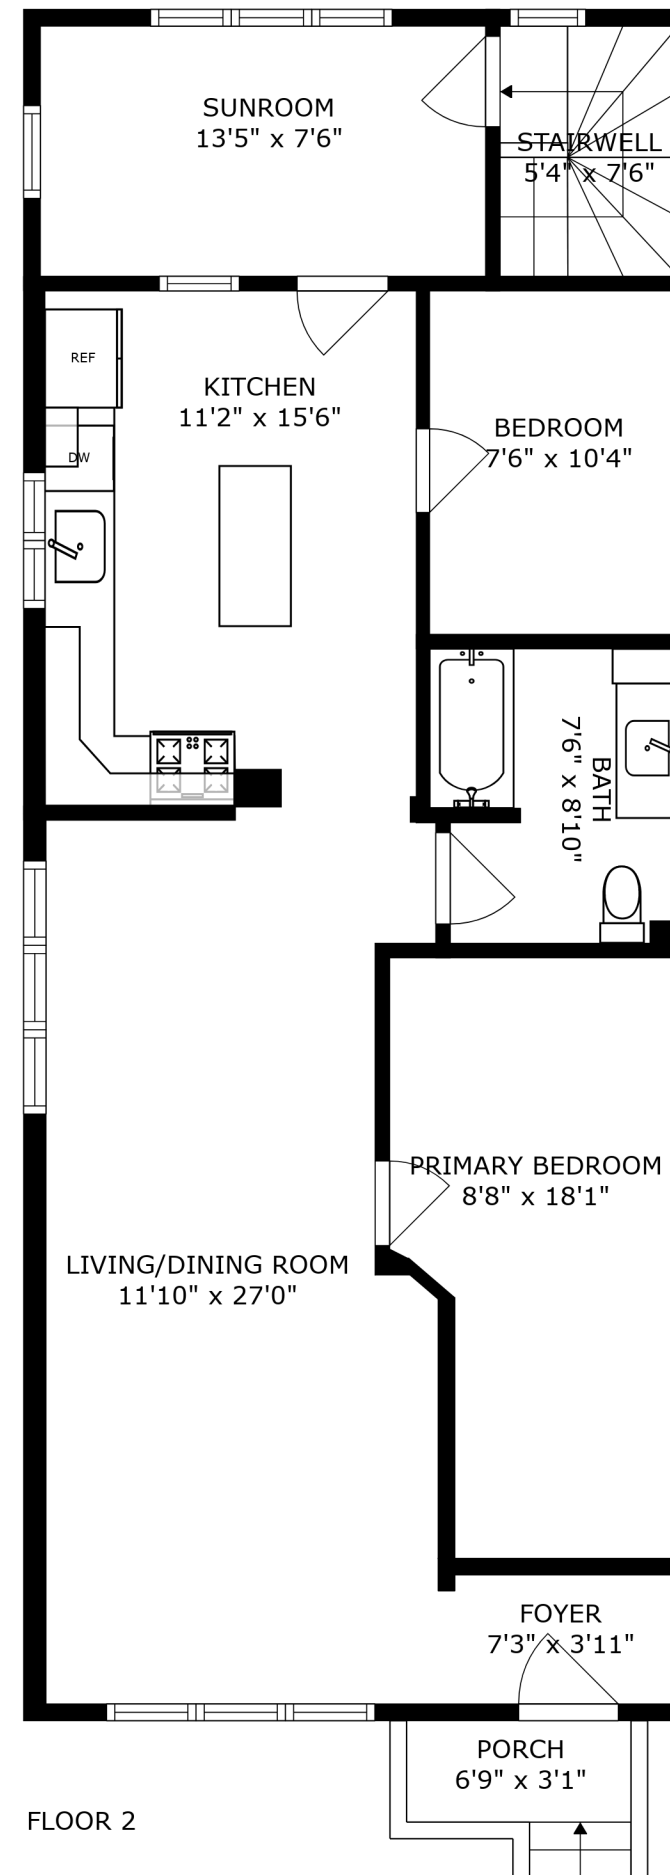 SUNROOM
13'5" x 7'6"
STAIRWELL
5'4" x 7'6"
REF
KITCHEN
11'2" x 15'6"
DW
BEDROOM
7'6" x 10'4"
BATH
7'6" x 8'10"
PRIMARY BEDROOM
8'8" x 18'1"
LIVING/DINING ROOM
11'10" x 27'0"
FOYER
7'3" x 3'11"
PORCH
6'9" x 3'1"
FLOOR 2